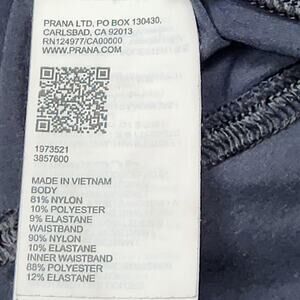 PRANA LTD, PO BOX 130430,
CARLSBAD, CA 92013
RN124977/CA00000
WWW.PRANA.COM
1973521
3857600
MADE IN VIETNAM
BODY
81% NYLON
10% POLYESTER
9% ELASTANE
WAISTBAND
90% NYLON
10% ELASTANE
INNER WAISTBAND
88% POLYESTER
12% ELASTANE